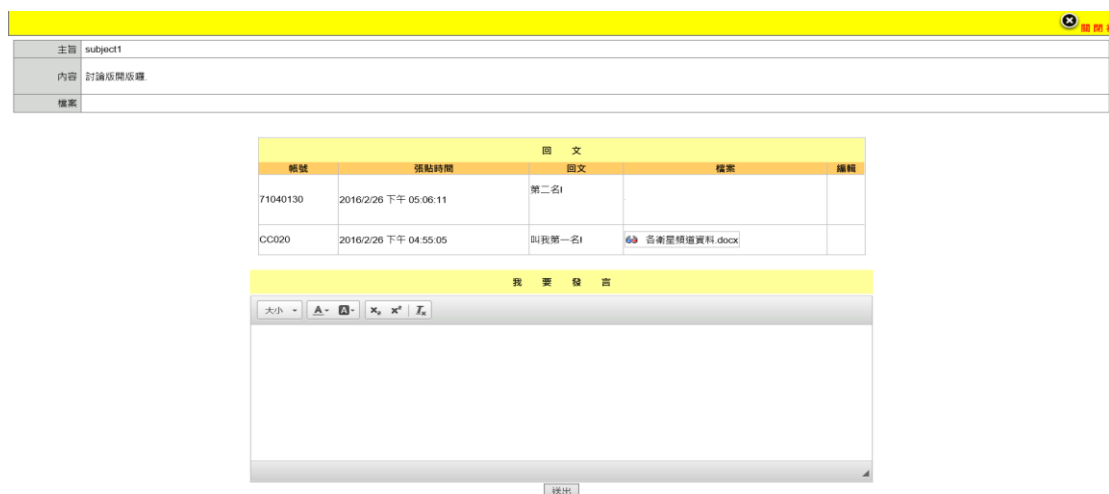 關閉
主旨 subject1
內容 討論版開版囉.
檔案
回 文
帳號 張貼時間 回文 檔案 編輯
71040130 2016/2/26 下午 05:06:11 第二名!
CC020 2016/2/26 下午 04:55:05 叫我第一名! 各衛星頻道資料.docx
我 要 發 言
大小 A A x₂ x² Tx
送出